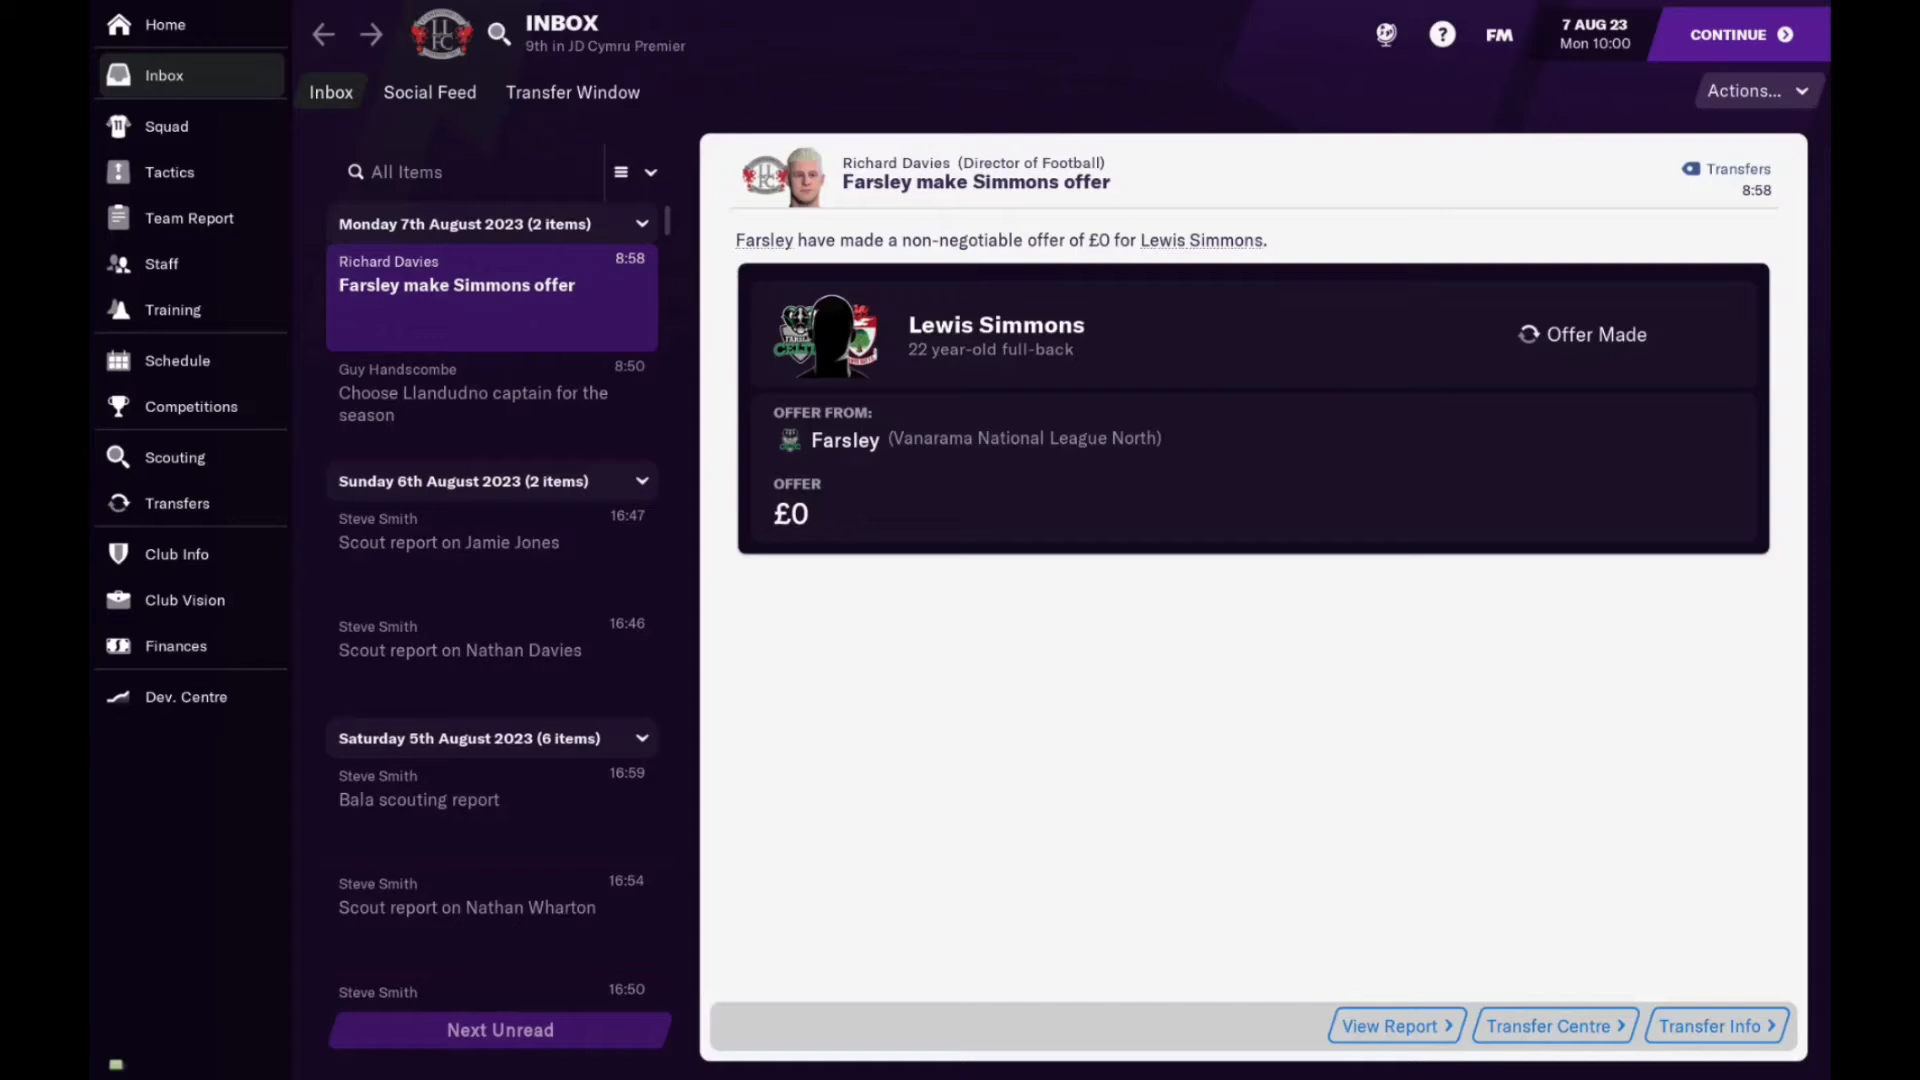 Home
Inbox
Squad
Tactics
Team Report
Staff
Training
Schedule
Competitions
Scouting
Transfers
Club Info
Club Vision
Finances
Dev. Centre
INBOX
9th in JD Cymru Premier
FM
7 AUG 23
Mon 10:00
CONTINUE
Inbox
Social Feed
Transfer Window
Actions...
All Items
Monday 7th August 2023 (2 items)
Richard Davies
8:58
Farsley make Simmons offer
Guy Handscombe
8:50
Choose Llandudno captain for the
season
Sunday 6th August 2023 (2 items)
Steve Smith
16:47
Scout report on Jamie Jones
Steve Smith
16:46
Scout report on Nathan Davies
Saturday 5th August 2023 (6 items)
Steve Smith
16:59
Bala scouting report
Steve Smith
16:54
Scout report on Nathan Wharton
Steve Smith
16:50
Next Unread
Richard Davies (Director of Football)
Farsley make Simmons offer
Transfers
8:58
Farsley have made a non-negotiable offer of £0 for Lewis Simmons.
Lewis Simmons
22 year-old full-back
Offer Made
OFFER FROM:
Farsley (Vanarama National League North)
OFFER
£0
View Report
Transfer Centre
Transfer Info